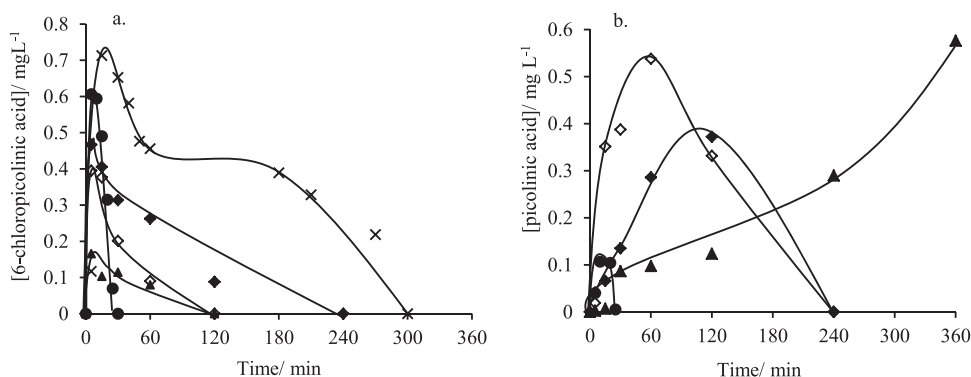 a.
[6-chloropicolinic acid]/ mgL⁻¹
0.8
0.7
0.6
0.5
0.4
0.3
0.2
0.1
0
0 60 120 180 240 300 360
Time/ min
b.
[picolinic acid]/ mg L⁻¹
0.6
0.5
0.4
0.3
0.2
0.1
0
0 60 120 180 240 300 360
Time/ min